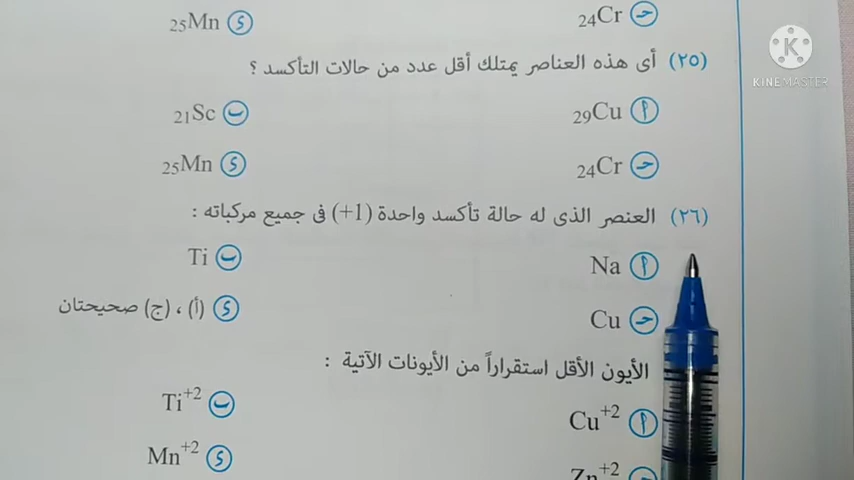 (ج) 24Cr (د) 25Mn
(٢٥) أى هذه العناصر يمتلك أقل عدد من حالات التأكسد ؟
(أ) 29Cu (ب) 21Sc
(ج) 24Cr (د) 25Mn
(٢٦) العنصر الذى له حالة تأكسد واحدة (+1) فى جميع مركباته :
(أ) Na (ب) Ti
(ج) Cu (د) (أ) ، (ج) صحيحتان
الأيون الأقل استقراراً من الأيونات الآتية :
(أ) Cu+2 (ب) Ti+2
(ج) Zn+2 (د) Mn+2
K
KINEMASTER